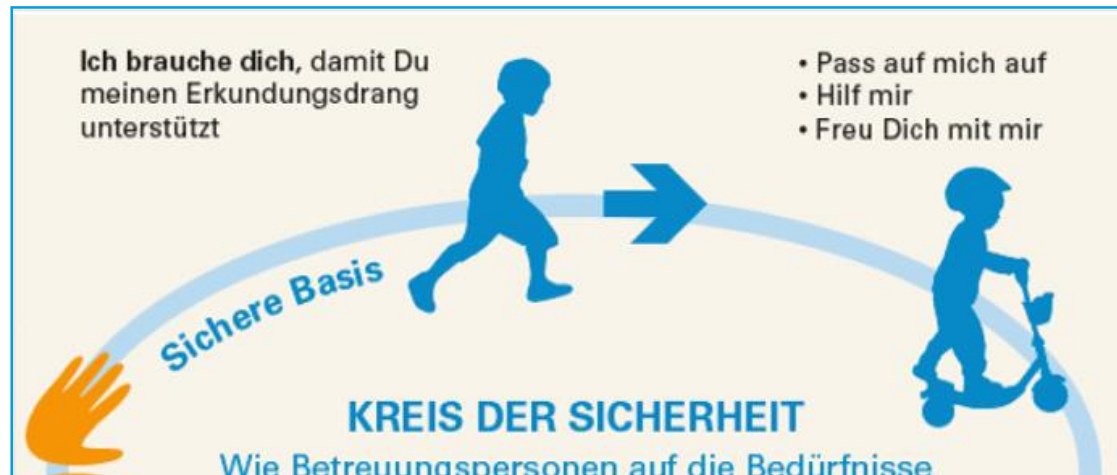 Ich brauche dich, damit Du
meinen Erkundungsdrang
unterstützt
• Pass auf mich auf
• Hilf mir
• Freu Dich mit mir
Sichere Basis
KREIS DER SICHERHEIT
Wie Betreuungspersonen auf die Bedürfnisse